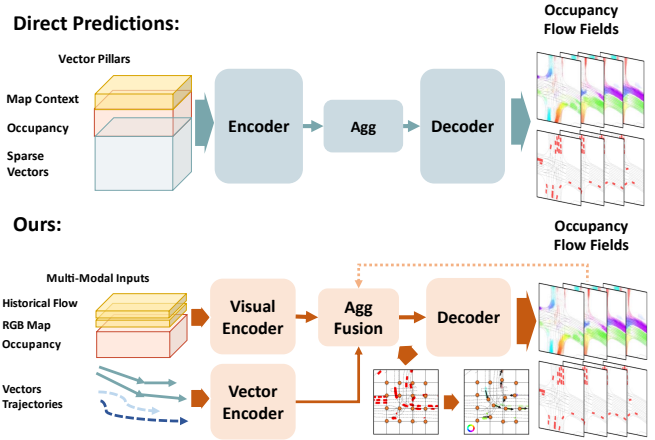 Direct Predictions:
Occupancy
Flow Fields
Vector Pillars
Map Context
Occupancy
Sparse
Vectors
Encoder
Agg
Decoder
Ours:
Occupancy
Flow Fields
Multi-Modal Inputs
Historical Flow
RGB Map
Occupancy
Visual
Encoder
Agg
Fusion
Decoder
Vectors
Trajectories
Vector
Encoder